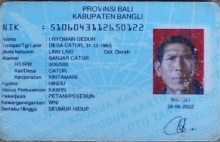 PROVINSI BALI
KABUPATEN BANGLI
NIK : 5106043112650122
Nama : I NYOMAN GEDUH
Tempat/Tgl Lahir : DESA CATUR, 31-12-1965
Jenis kelamin : LAKI-LAKI Gol. Darah
Alamat : BANJAR CATUR
RT/RW : 000/000
Kel/Desa : CATUR
Kecamatan : KINTAMANI
Agama : HINDU
Status Perkawinan: KAWIN
Pekerjaan : PETANI/PEKEBUN
Kewarganegaraan: WNI
Berlaku Hingga : SEUMUR HIDUP
BANGLI